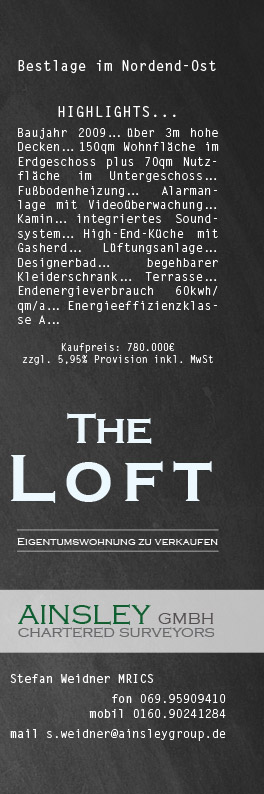 Bestlage im Nordend-Ost
HIGHLIGHTS...
Baujahr 2009... Über 3m hohe
Decken... 150qm Wohnfläche im
Erdgeschoss plus 70qm Nutz-
fläche im Untergeschoss...
Fußbodenheizung... Alarman-
lage mit Videoüberwachung...
Kamin... integriertes Sound-
system... High-End-Küche mit
Gasherd... Lüftungsanlage...
Designerbad... begehbarer
Kleiderschrank... Terrasse...
Endenergieverbrauch 60kwh/
qm/a... Energieeffizienzklas-
se A...
Kaufpreis: 780.000€
zzgl. 5,95% Provision inkl. MwSt
THE
LOFT
EIGENTUMSWOHNUNG ZU VERKAUFEN
AINSLEY GMBH
CHARTERED SURVEYORS
Stefan Weidner MRICS
fon 069.95909410
mobil 0160.90241284
mail s.weidner@ainsleygroup.de